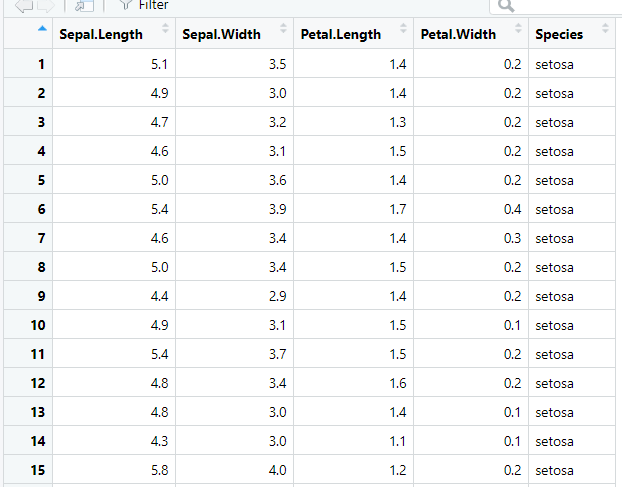 Filter
Sepal.Length Sepal.Width Petal.Length Petal.Width Species
1 5.1 3.5 1.4 0.2 setosa
2 4.9 3.0 1.4 0.2 setosa
3 4.7 3.2 1.3 0.2 setosa
4 4.6 3.1 1.5 0.2 setosa
5 5.0 3.6 1.4 0.2 setosa
6 5.4 3.9 1.7 0.4 setosa
7 4.6 3.4 1.4 0.3 setosa
8 5.0 3.4 1.5 0.2 setosa
9 4.4 2.9 1.4 0.2 setosa
10 4.9 3.1 1.5 0.1 setosa
11 5.4 3.7 1.5 0.2 setosa
12 4.8 3.4 1.6 0.2 setosa
13 4.8 3.0 1.4 0.1 setosa
14 4.3 3.0 1.1 0.1 setosa
15 5.8 4.0 1.2 0.2 setosa